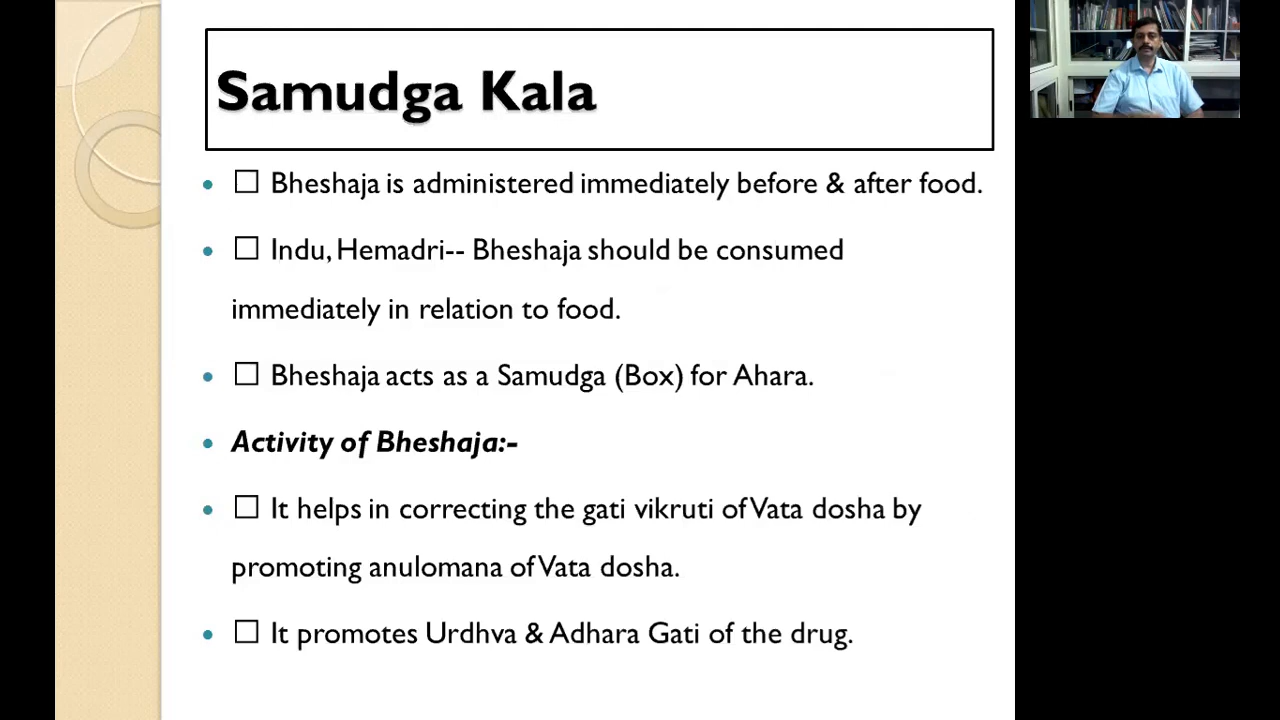 Samudga Kala
• ☐ Bheshaja is administered immediately before & after food.
• ☐ Indu, Hemadri-- Bheshaja should be consumed
immediately in relation to food.
• ☐ Bheshaja acts as a Samudga (Box) for Ahara.
• Activity of Bheshaja:-
• ☐ It helps in correcting the gati vikruti of Vata dosha by
promoting anulomana of Vata dosha.
• ☐ It promotes Urdhva & Adhara Gati of the drug.